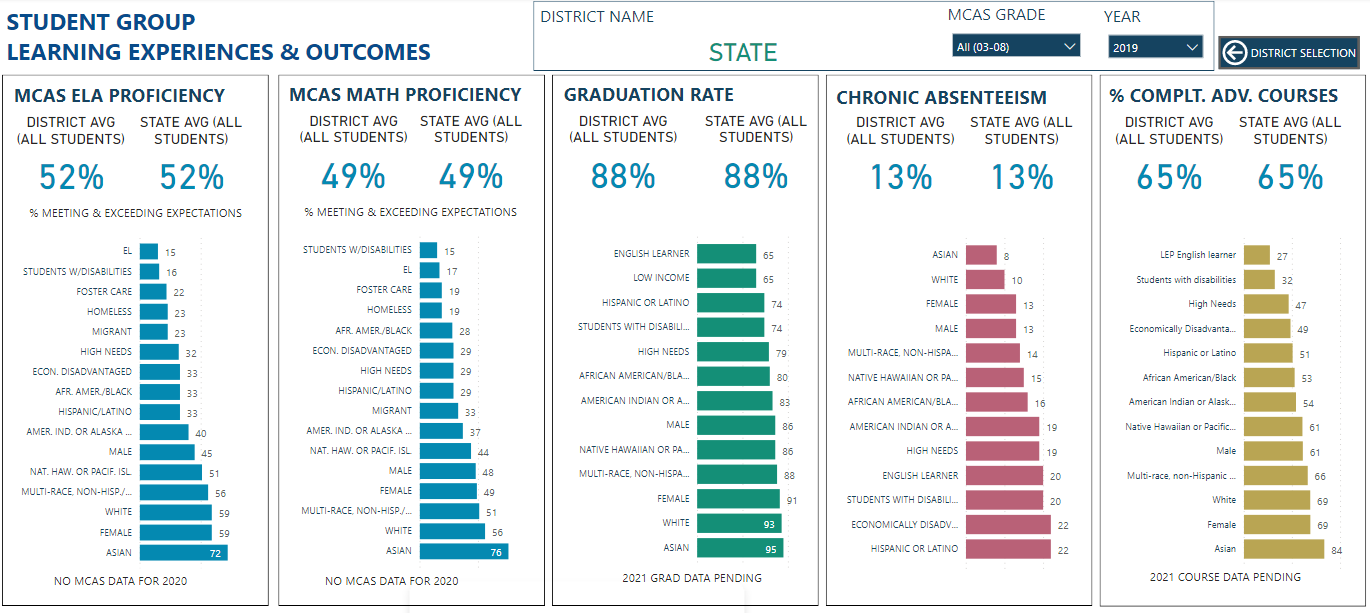 STUDENT GROUP
LEARNING EXPERIENCES & OUTCOMES
DISTRICT NAME
STATE
MCAS GRADE
All (03-08)
YEAR
2019
DISTRICT SELECTION
MCAS ELA PROFICIENCY
DISTRICT AVG STATE AVG (ALL
(ALL STUDENTS) STUDENTS)
52% 52%
% MEETING & EXCEEDING EXPECTATIONS
EL 15
STUDENTS W/DISABILITIES 16
FOSTER CARE 22
HOMELESS 23
MIGRANT 23
HIGH NEEDS 32
ECON. DISADVANTAGED 33
AFR. AMER./BLACK 33
HISPANIC/LATINO 33
AMER. IND. OR ALASKA ... 40
MALE 45
NAT. HAW. OR PACIF. ISL. 51
MULTI-RACE, NON-HISP./... 56
WHITE 59
FEMALE 59
ASIAN 72
NO MCAS DATA FOR 2020
MCAS MATH PROFICIENCY
DISTRICT AVG STATE AVG (ALL
(ALL STUDENTS) STUDENTS)
49% 49%
% MEETING & EXCEEDING EXPECTATIONS
STUDENTS W/DISABILITIES 15
EL 17
FOSTER CARE 19
HOMELESS 19
AFR. AMER./BLACK 28
ECON. DISADVANTAGED 29
HIGH NEEDS 29
HISPANIC/LATINO 29
MIGRANT 33
AMER. IND. OR ALASKA ... 37
NAT. HAW. OR PACIF. ISL. 44
MALE 48
FEMALE 49
MULTI-RACE, NON-HISP./... 51
WHITE 56
ASIAN 76
NO MCAS DATA FOR 2020
GRADUATION RATE
DISTRICT AVG STATE AVG (ALL
(ALL STUDENTS) STUDENTS)
88% 88%
ENGLISH LEARNER 65
LOW INCOME 65
HISPANIC OR LATINO 74
STUDENTS WITH DISABILI... 74
HIGH NEEDS 79
AFRICAN AMERICAN/BLA... 80
AMERICAN INDIAN OR A... 83
MALE 86
NATIVE HAWAIIAN OR PA... 86
MULTI-RACE, NON-HISPA... 88
FEMALE 91
WHITE 93
ASIAN 95
2021 GRAD DATA PENDING
CHRONIC ABSENTEEISM
DISTRICT AVG STATE AVG (ALL
(ALL STUDENTS) STUDENTS)
13% 13%
ASIAN 8
WHITE 10
FEMALE 13
MALE 13
MULTI-RACE, NON-HISPA... 14
NATIVE HAWAIIAN OR PA... 15
AFRICAN AMERICAN/BLA... 16
AMERICAN INDIAN OR A... 19
HIGH NEEDS 19
ENGLISH LEARNER 20
STUDENTS WITH DISABILI... 20
ECONOMICALLY DISADV... 22
HISPANIC OR LATINO 22
% COMPLT. ADV. COURSES
DISTRICT AVG STATE AVG (ALL
(ALL STUDENTS) STUDENTS)
65% 65%
LEP English learner 27
Students with disabilities 32
High Needs 47
Economically Disadvanta... 49
Hispanic or Latino 51
African American/Black 53
American Indian or Alask... 54
Native Hawaiian or Pacific... 61
Male 61
Multi-race, non-Hispanic ... 66
White 69
Female 69
Asian 84
2021 COURSE DATA PENDING